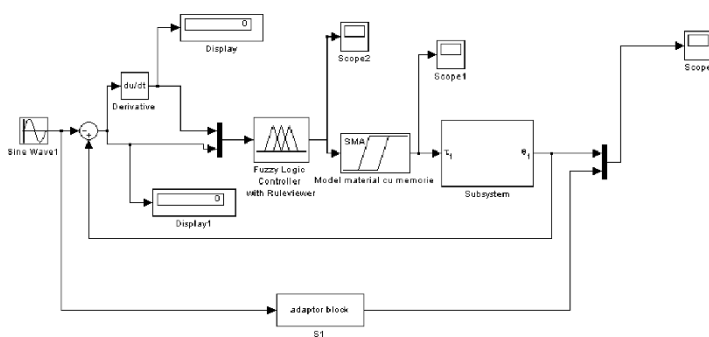 0
Display
Scope2
Scope1
Scope
du/dt
Derivative
Sine Wave1
Fuzzy Logic
Controller
with Ruleviewer
SMA
Model material cu memorie
τ1
e1
Subsystem
0
Display1
adaptor block
S1